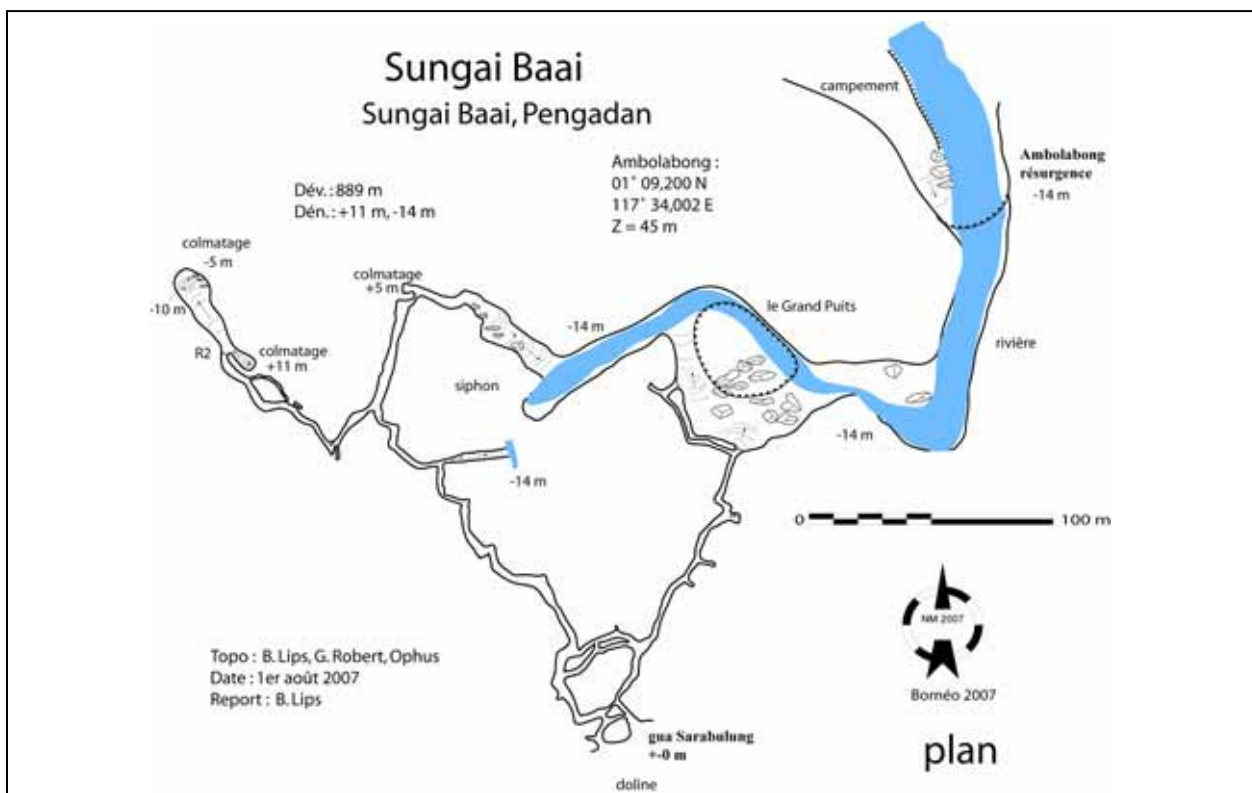 Sungai Baai
Sungai Baai, Pengadan
Dév. : 889 m
Dén. : +11 m, -14 m
Ambolabong :
01° 09,200 N
117° 34,002 E
Z = 45 m
campement
Ambolabong
résurgence
-14 m
colmatage
-5 m
-10 m
R2
colmatage
+11 m
colmatage
+5 m
-14 m
le Grand Puits
rivière
siphon
-14 m
-14 m
0
100 m
NM 2007
Bornéo 2007
Topo : B. Lips, G. Robert, Ophus
Date : 1er août 2007
Report : B. Lips
gua Sarabulung
+-0 m
doline
plan